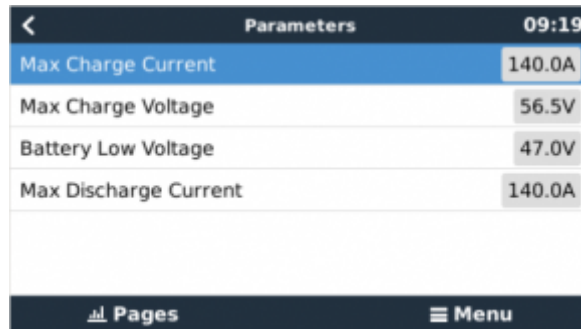 Parameters 09:19
Max Charge Current 140.0A
Max Charge Voltage 56.5V
Battery Low Voltage 47.0V
Max Discharge Current 140.0A
Pages Menu